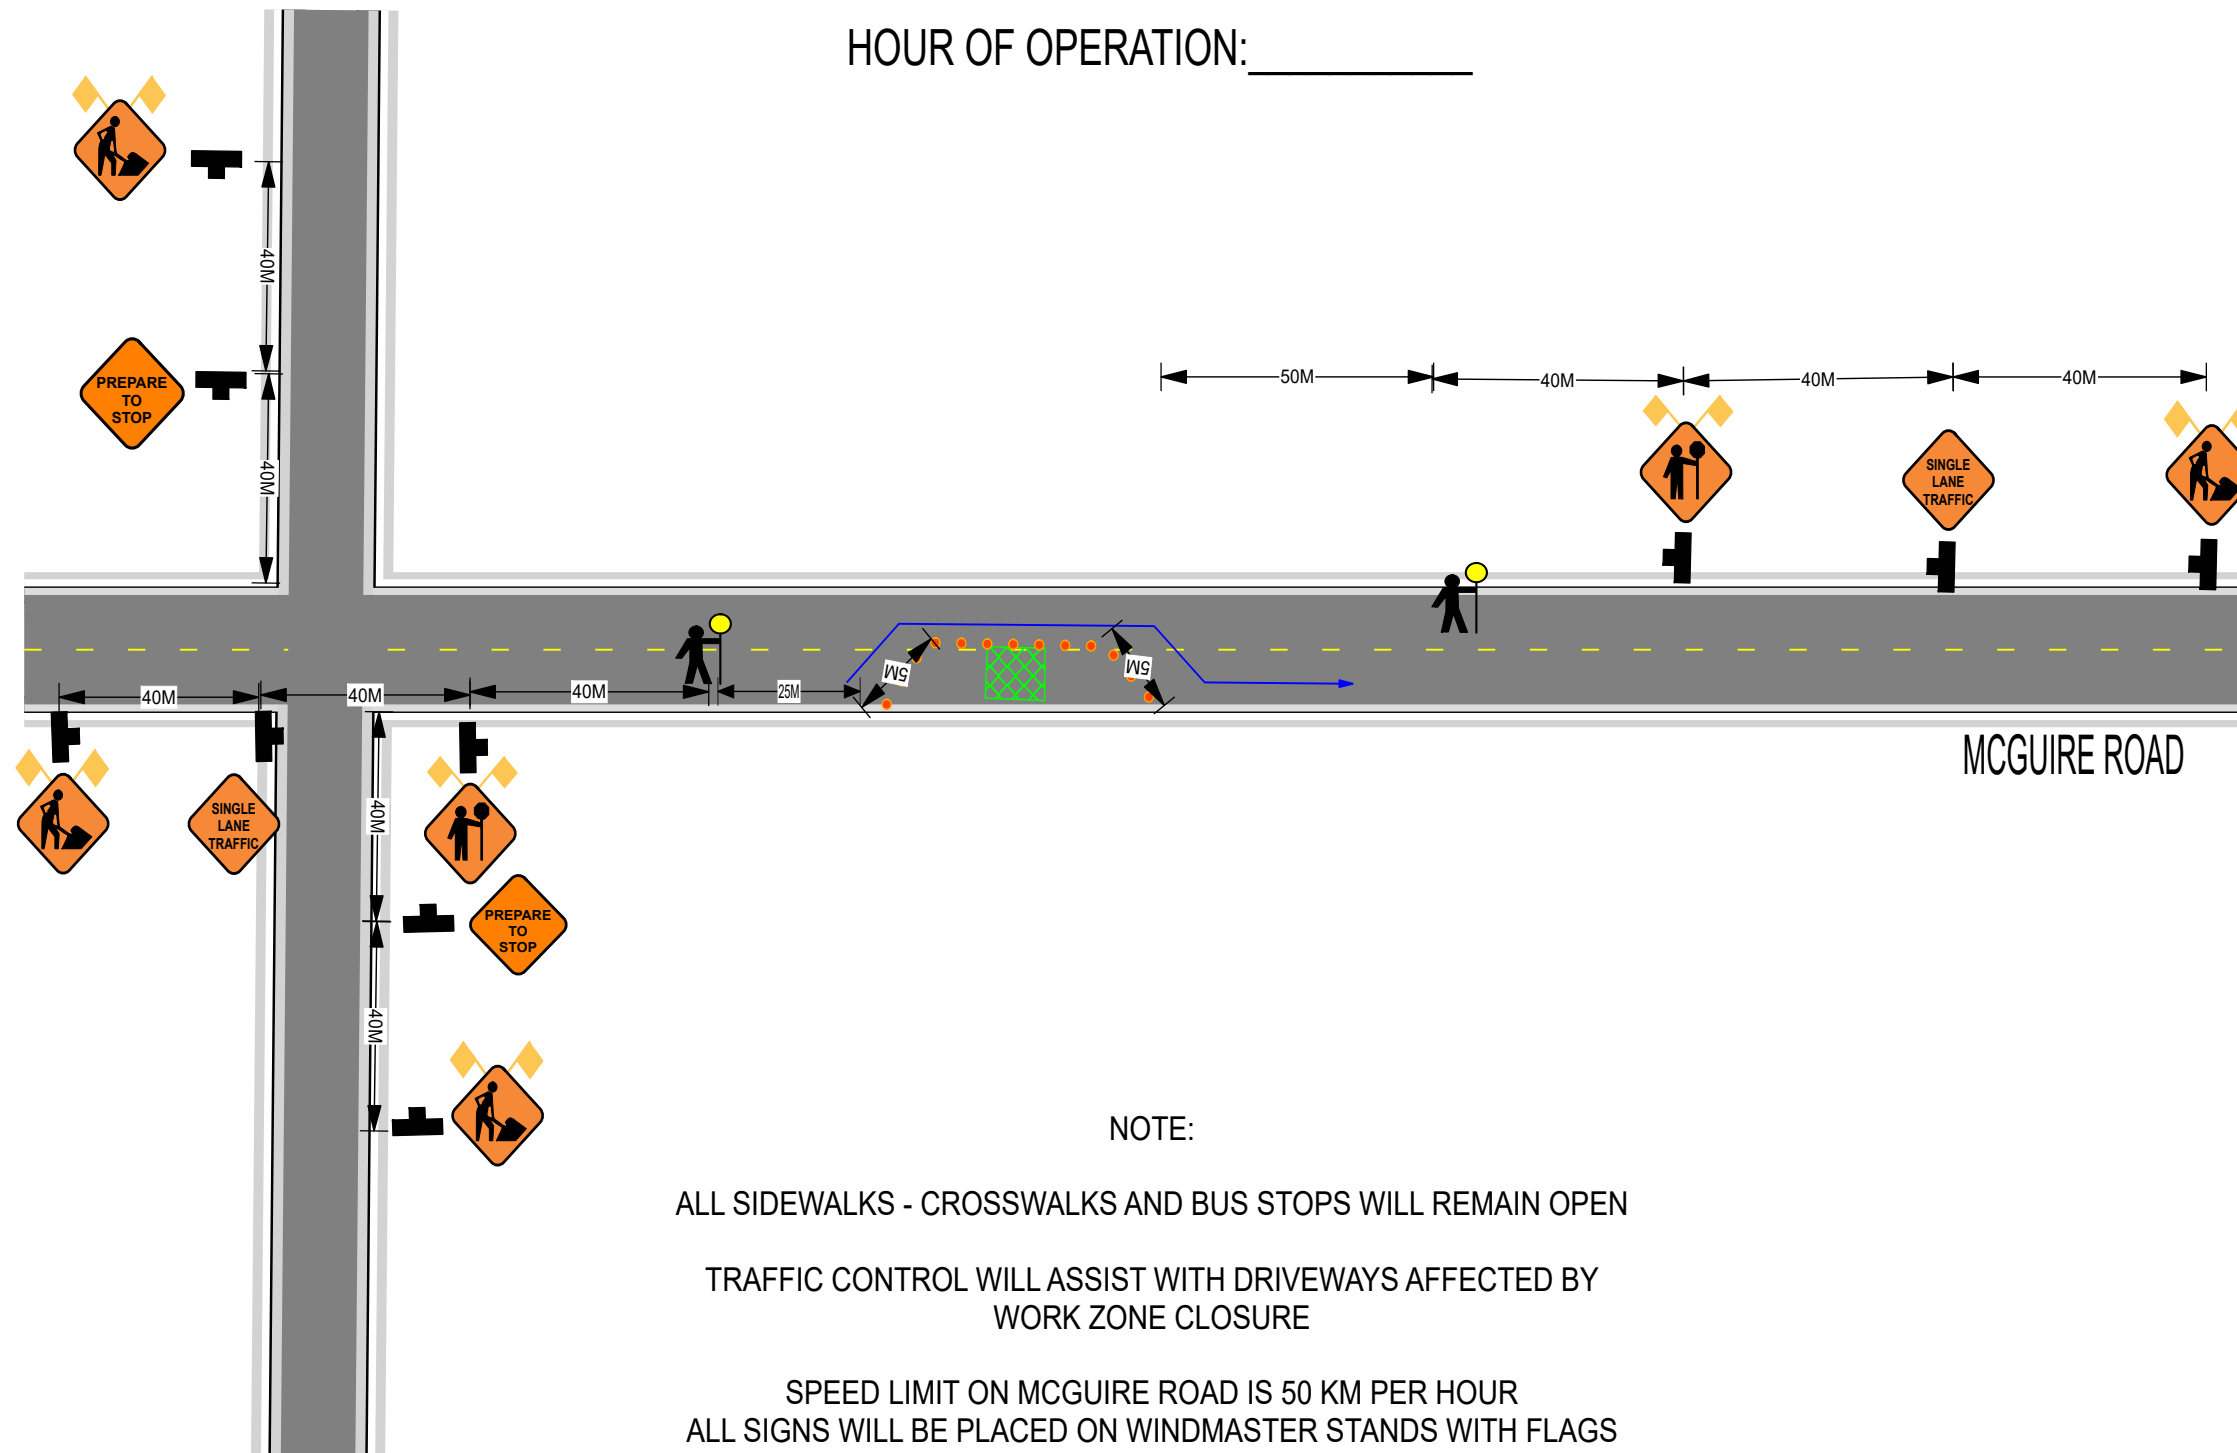 HOUR OF OPERATION:__________
40M
PREPARE
TO
STOP
40M
50M
40M
40M
40M
SINGLE
LANE
TRAFFIC
5M
5M
40M
40M
40M
25M
MCGUIRE ROAD
SINGLE
LANE
TRAFFIC
40M
PREPARE
TO
STOP
40M
NOTE:
ALL SIDEWALKS - CROSSWALKS AND BUS STOPS WILL REMAIN OPEN
TRAFFIC CONTROL WILL ASSIST WITH DRIVEWAYS AFFECTED BY
WORK ZONE CLOSURE
SPEED LIMIT ON MCGUIRE ROAD IS 50 KM PER HOUR
ALL SIGNS WILL BE PLACED ON WINDMASTER STANDS WITH FLAGS